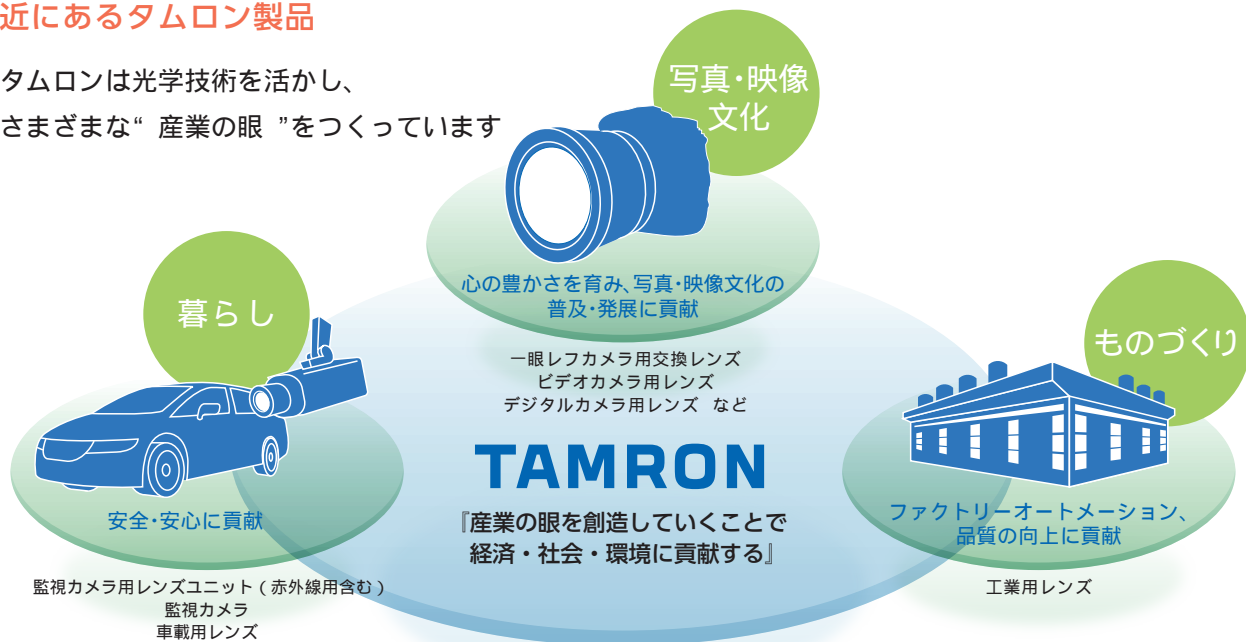 近にあるタムロン製品
タムロンは光学技術を活かし、
さまざまな“ 産業の眼 ”をつくっています
写真・映像
文化
心の豊かさを育み、写真・映像文化の
普及・発展に貢献
一眼レフカメラ用交換レンズ
ビデオカメラ用レンズ
デジタルカメラ用レンズ など
暮らし
安全・安心に貢献
監視カメラ用レンズユニット ( 赤外線用含む )
監視カメラ
車載用レンズ
TAMRON
『産業の眼を創造していくことで
経済・社会・環境に貢献する』
ものづくり
ファクトリーオートメーション、
品質の向上に貢献
工業用レンズ